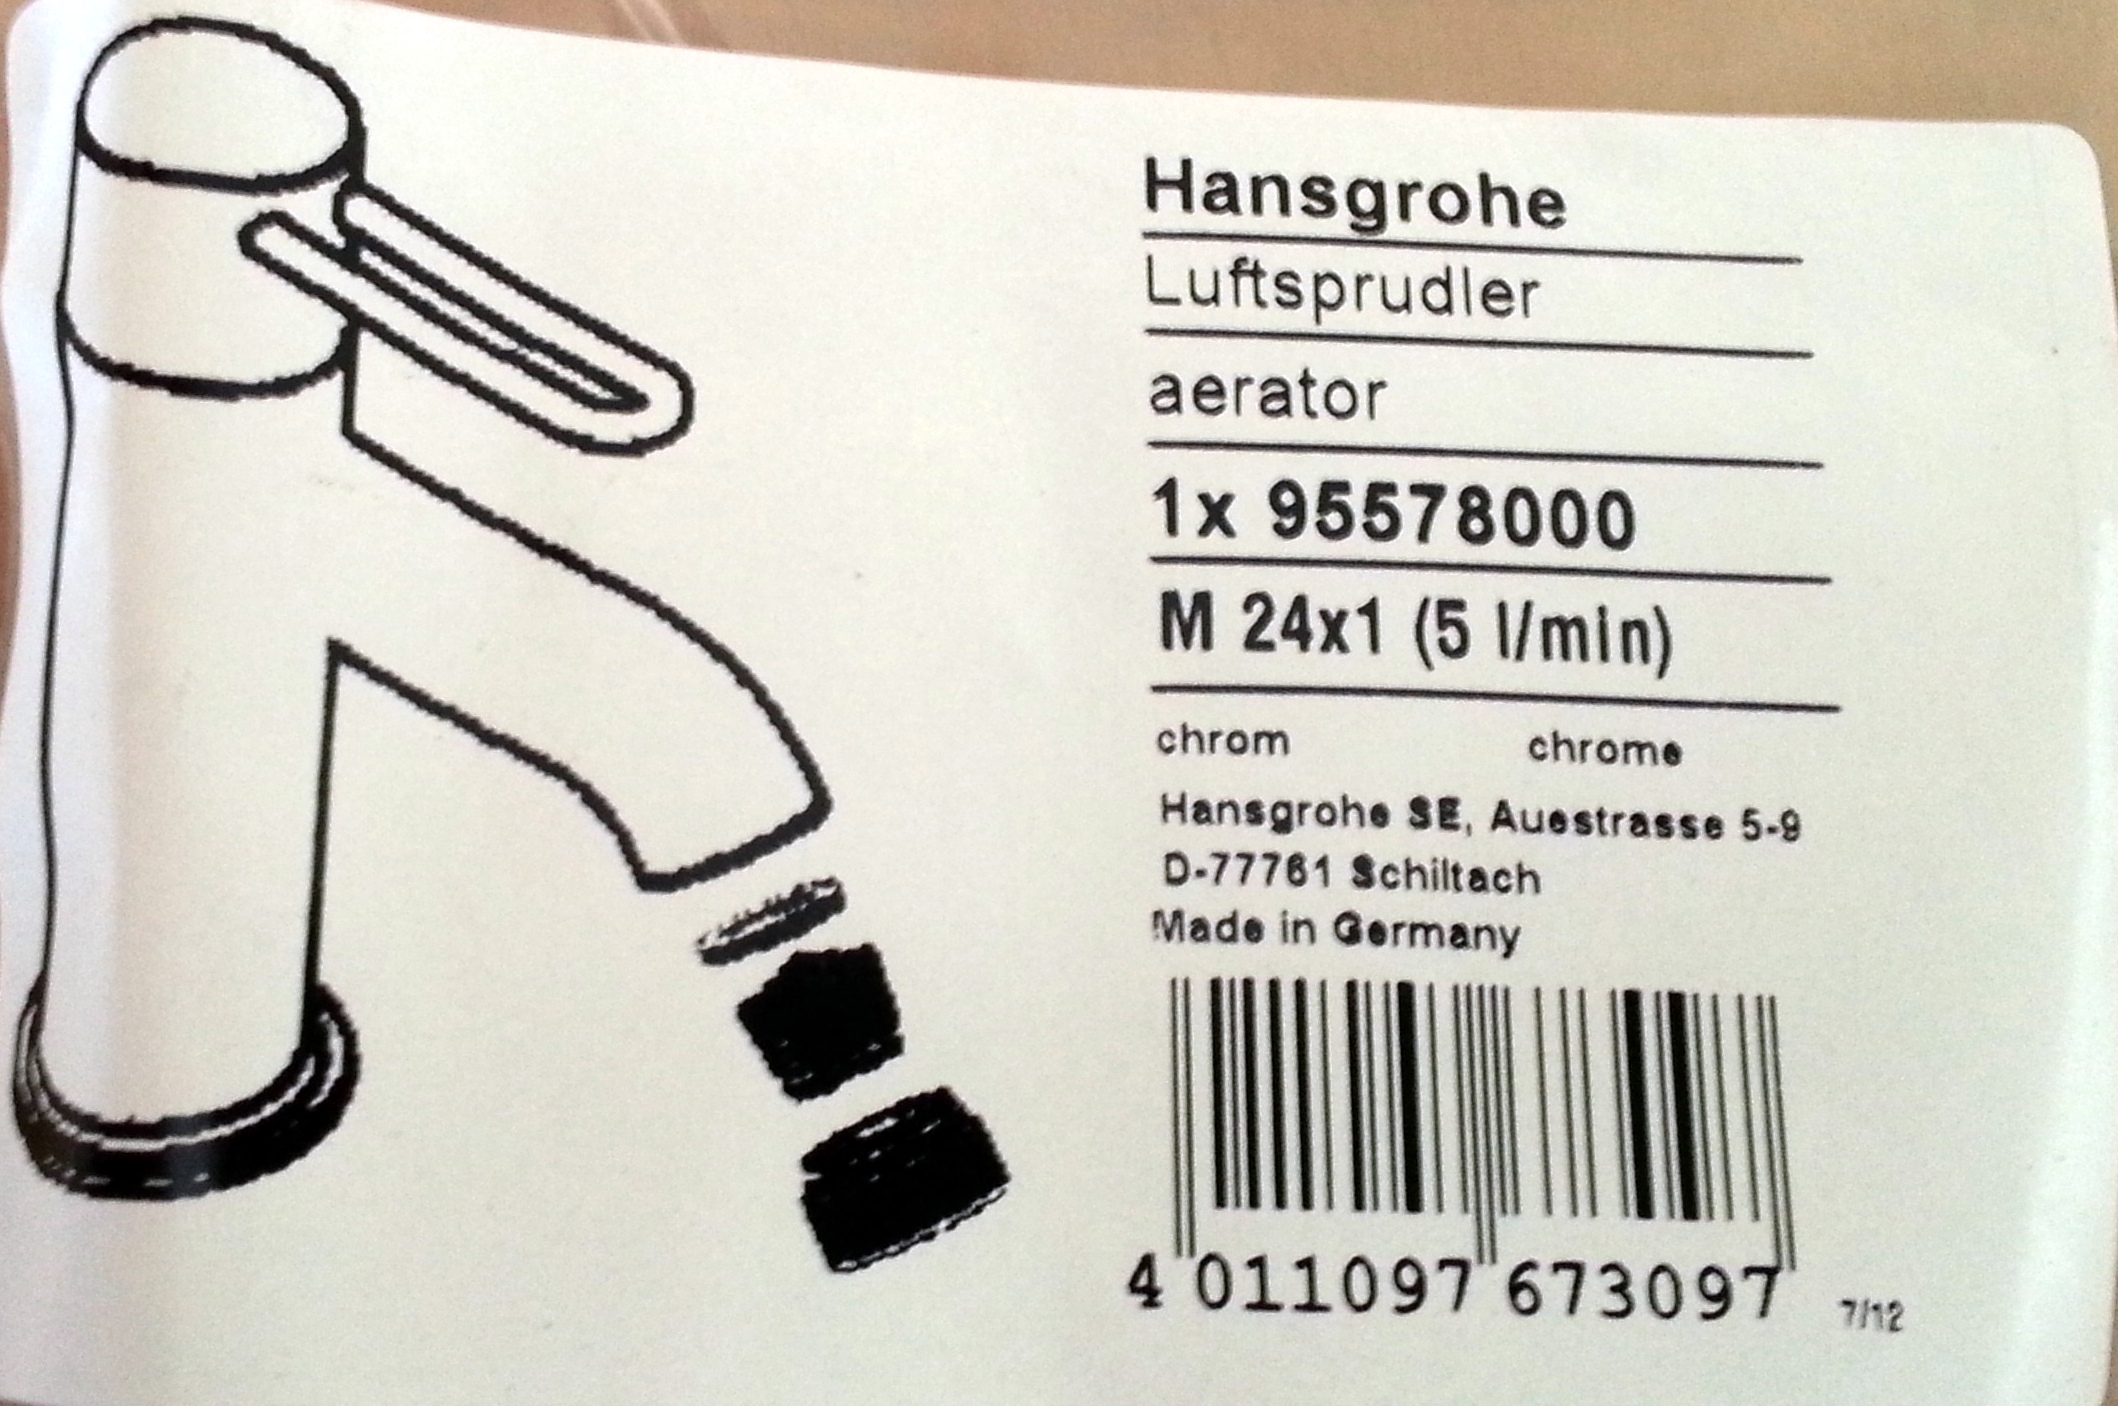 Hansgrohe
Luftsprudler
aerator
1x 95578000
M 24x1 (5 l/min)
chrom chrome
Hansgrohe SE, Auestrasse 5-9
D-77761 Schiltach
Made in Germany
4 011097 673097 7/12